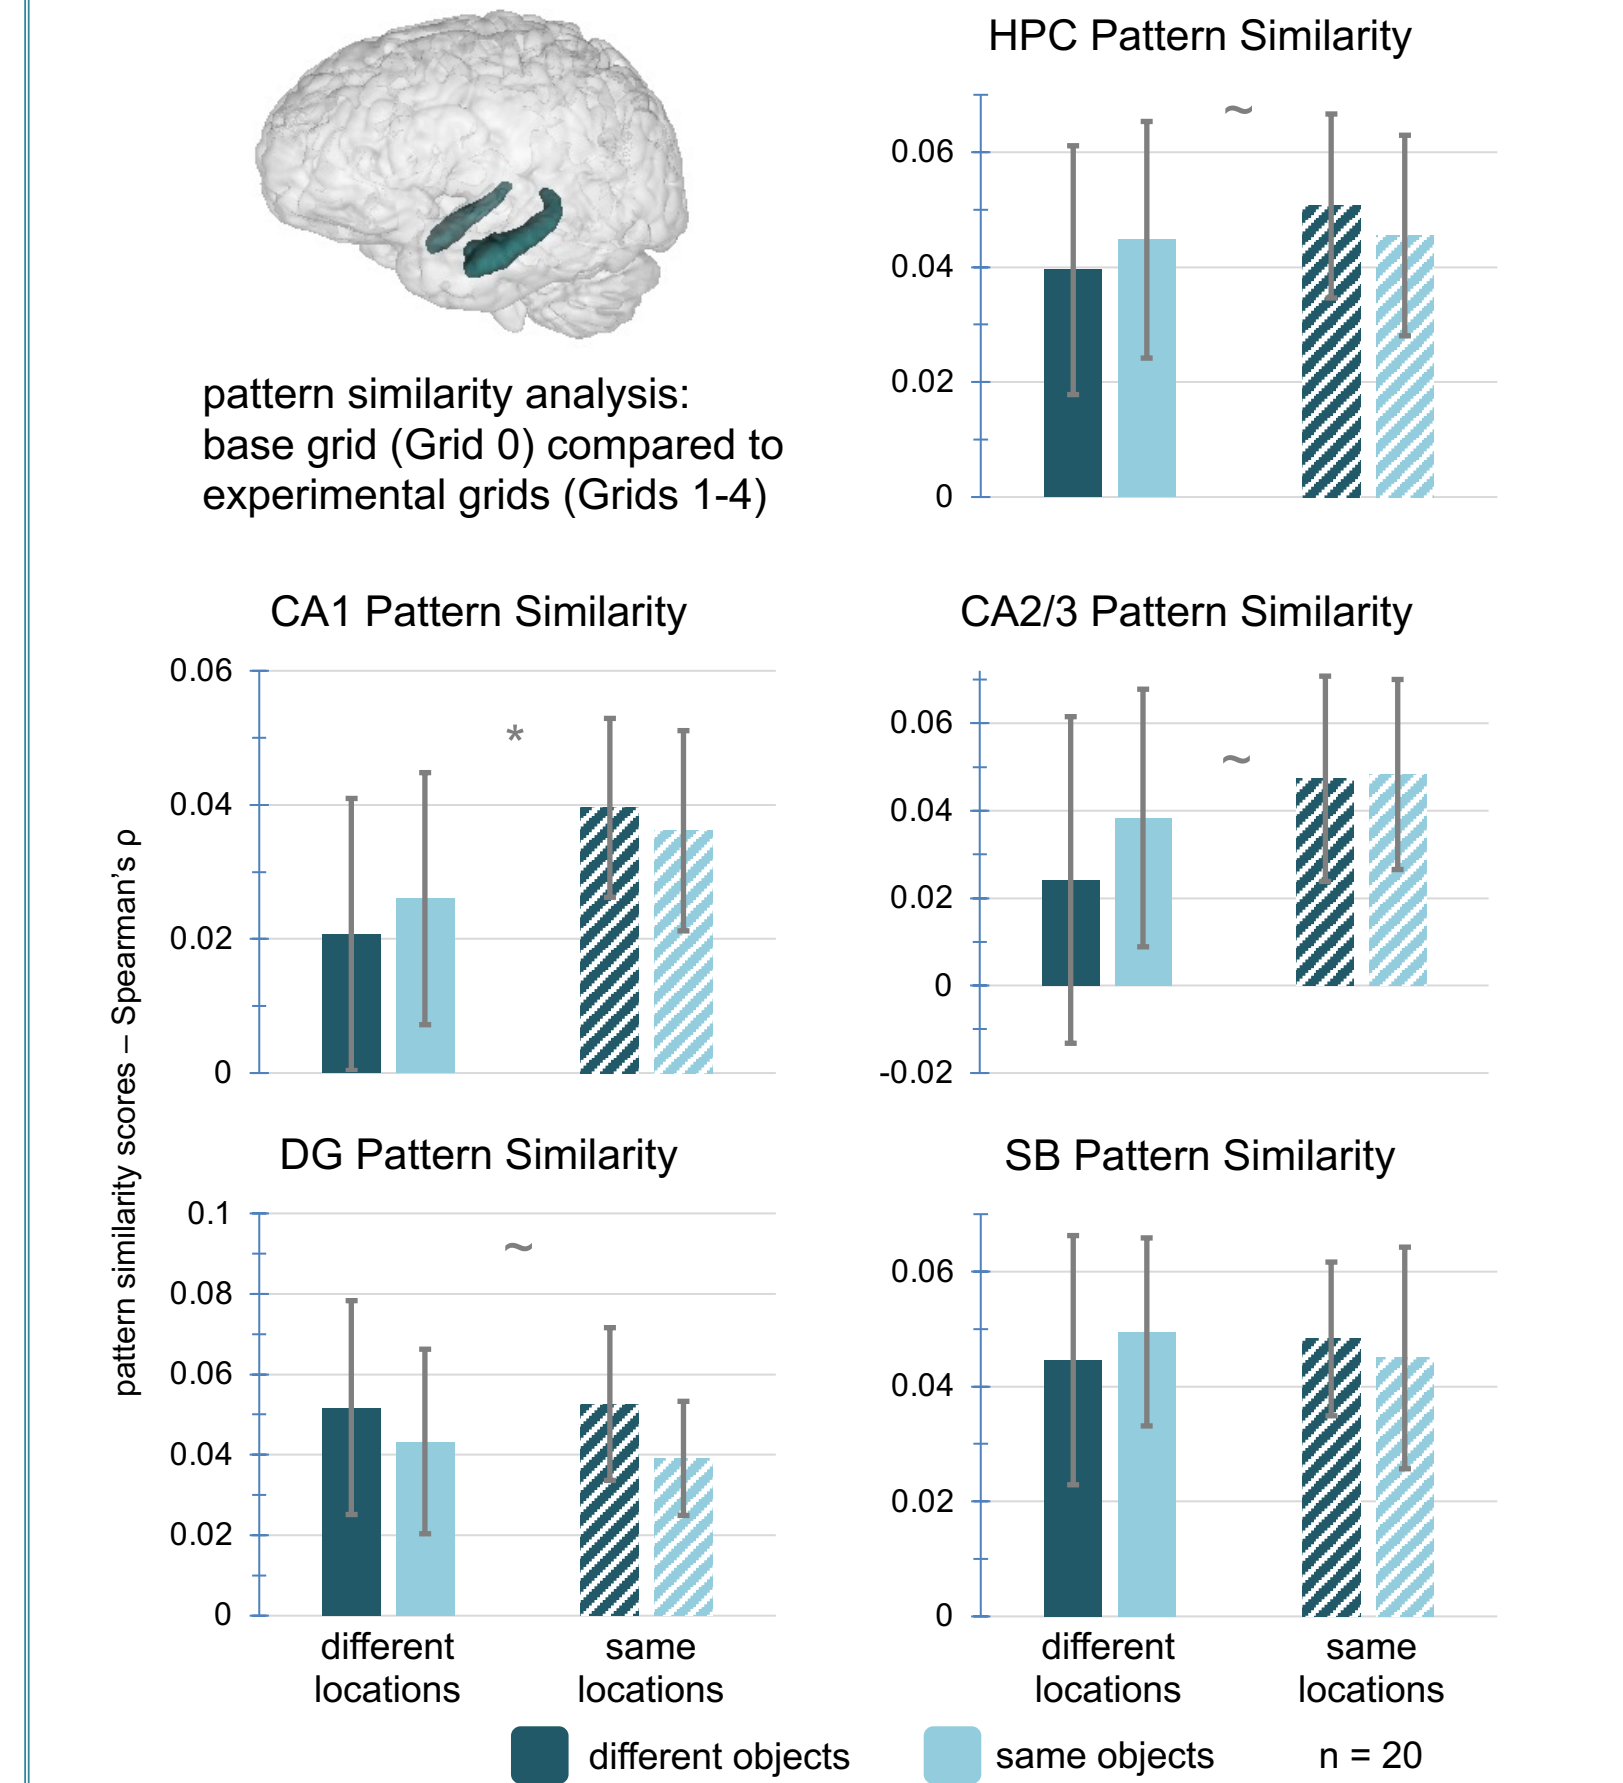 HPC Pattern Similarity
~
0.06
0.04
0.02
0
pattern similarity analysis:
base grid (Grid 0) compared to
experimental grids (Grids 1-4)
CA1 Pattern Similarity
0.06
*
0.04
0.02
0
CA2/3 Pattern Similarity
0.06
~
0.04
0.02
0
-0.02
pattern similarity scores – Spearman's ρ
DG Pattern Similarity
0.1
~
0.08
0.06
0.04
0.02
0
different
locations
same
locations
SB Pattern Similarity
0.06
0.04
0.02
0
different
locations
same
locations
different objects
same objects
n = 20